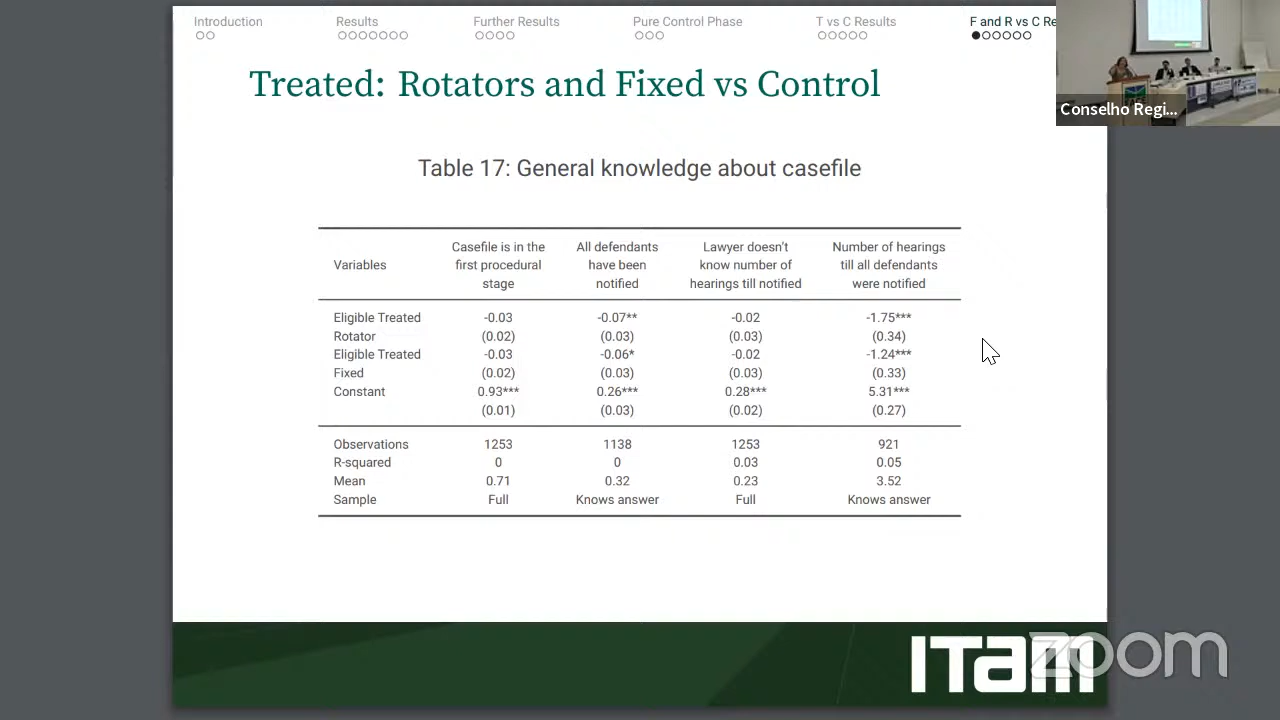 Introduction Results Further Results Pure Control Phase T vs C Results F and R vs C Re
Conselho Regi...
Treated: Rotators and Fixed vs Control
Table 17: General knowledge about casefile
Variables
Casefile is in the
first procedural
stage
All defendants
have been
notified
Lawyer doesn't
know number of
hearings till notified
Number of hearings
till all defendants
were notified
Eligible Treated -0.03 -0.07** -0.02 -1.75***
Rotator (0.02) (0.03) (0.03) (0.34)
Eligible Treated -0.03 -0.06* -0.02 -1.24***
Fixed (0.02) (0.03) (0.03) (0.33)
Constant 0.93*** 0.26*** 0.28*** 5.31***
(0.01) (0.03) (0.02) (0.27)
Observations 1253 1138 1253 921
R-squared 0 0 0.03 0.05
Mean 0.71 0.32 0.23 3.52
Sample Full Knows answer Full Knows answer
ITam
zoom